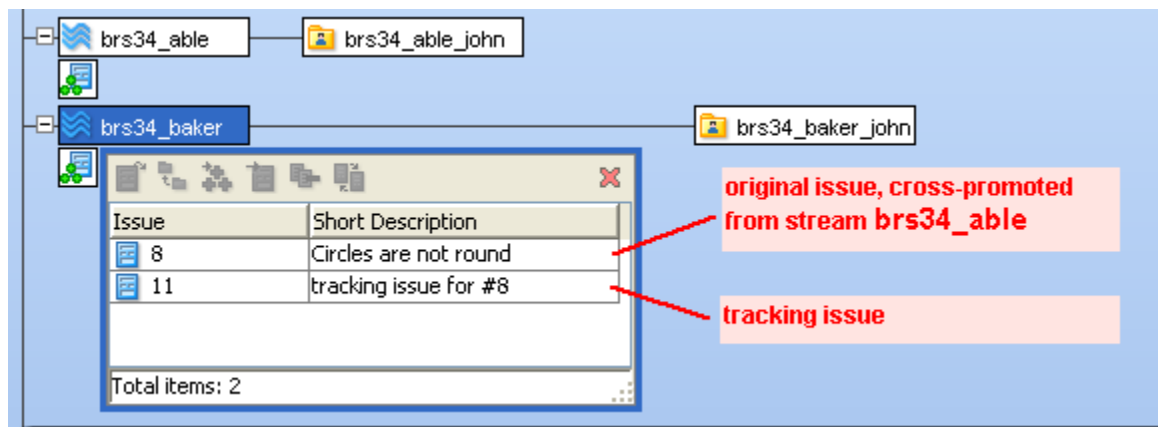 brs34_able
brs34_able_john
brs34_baker
brs34_baker_john
Issue Short Description
8 Circles are not round
11 tracking issue for #8
Total items: 2
original issue, cross-promoted
from stream brs34_able
tracking issue